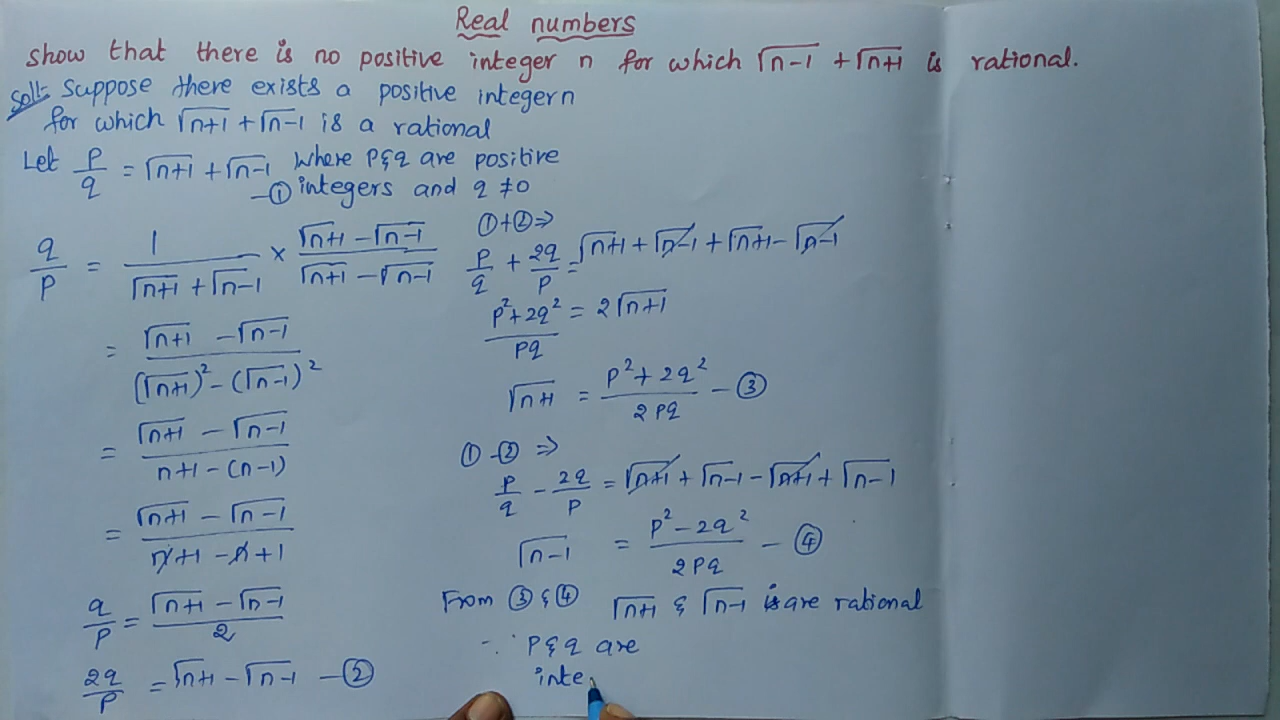 Real numbers
show that there is no positive integer n for which √n-1 + √n+1 is rational.
Sol:- Suppose there exists a positive integer n
for which √n+1 + √n-1 is a rational
Let p/q = √n+1 + √n-1 where p & q are positive
—① integers and q ≠ 0
q/p = 1/(√n+1 + √n-1) × (√n+1 - √n-1)/(√n+1 - √n-1)
= (√n+1 - √n-1)/((√n+1)² - (√n-1)²)
= (√n+1 - √n-1)/(n+1-(n-1))
= (√n+1 - √n-1)/(n+1-n+1)
q/p = (√n+1 - √n-1)/2
2q/p = √n+1 - √n-1 —②
①+② ⇒
p/q + 2q/p = √n+1 + √n-1 + √n+1 - √n-1
(p²+2q²)/pq = 2√n+1
√n+1 = (p²+2q²)/2pq —③
①-② ⇒
p/q - 2q/p = √n+1 + √n-1 - √n+1 + √n-1
√n-1 = (p²-2q²)/2pq —④
From ③ & ④ √n+1 & √n-1 is are rational
∵ p & q are
inte